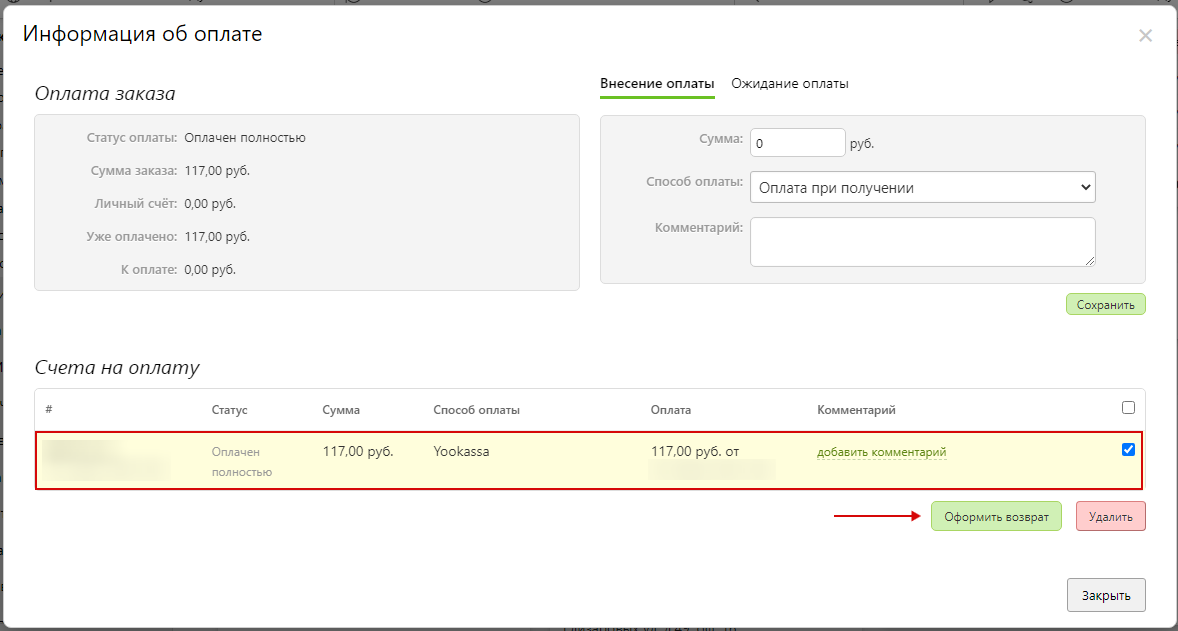 Информация об оплате
Оплата заказа
Статус оплаты: Оплачен полностью
Сумма заказа: 117,00 руб.
Личный счёт: 0,00 руб.
Уже оплачено: 117,00 руб.
К оплате: 0,00 руб.
Внесение оплаты Ожидание оплаты
Сумма: 0 руб.
Способ оплаты: Оплата при получении
Комментарий:
Сохранить
Счета на оплату
# Статус Сумма Способ оплаты Оплата Комментарий
Оплачен 117,00 руб. Yookassa 117,00 руб. от добавить комментарий
полностью
Оформить возврат Удалить
Закрыть